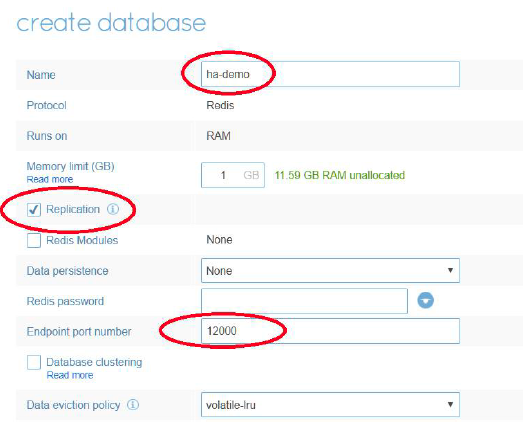 create database
Name ha-demo
Protocol Redis
Runs on RAM
Memory limit (GB) 1 GB 11.59 GB RAM unallocated
Read more
Replication
Redis Modules None
Data persistence None
Redis password
Endpoint port number 12000
Database clustering
Read more
Data eviction policy volatile-lru